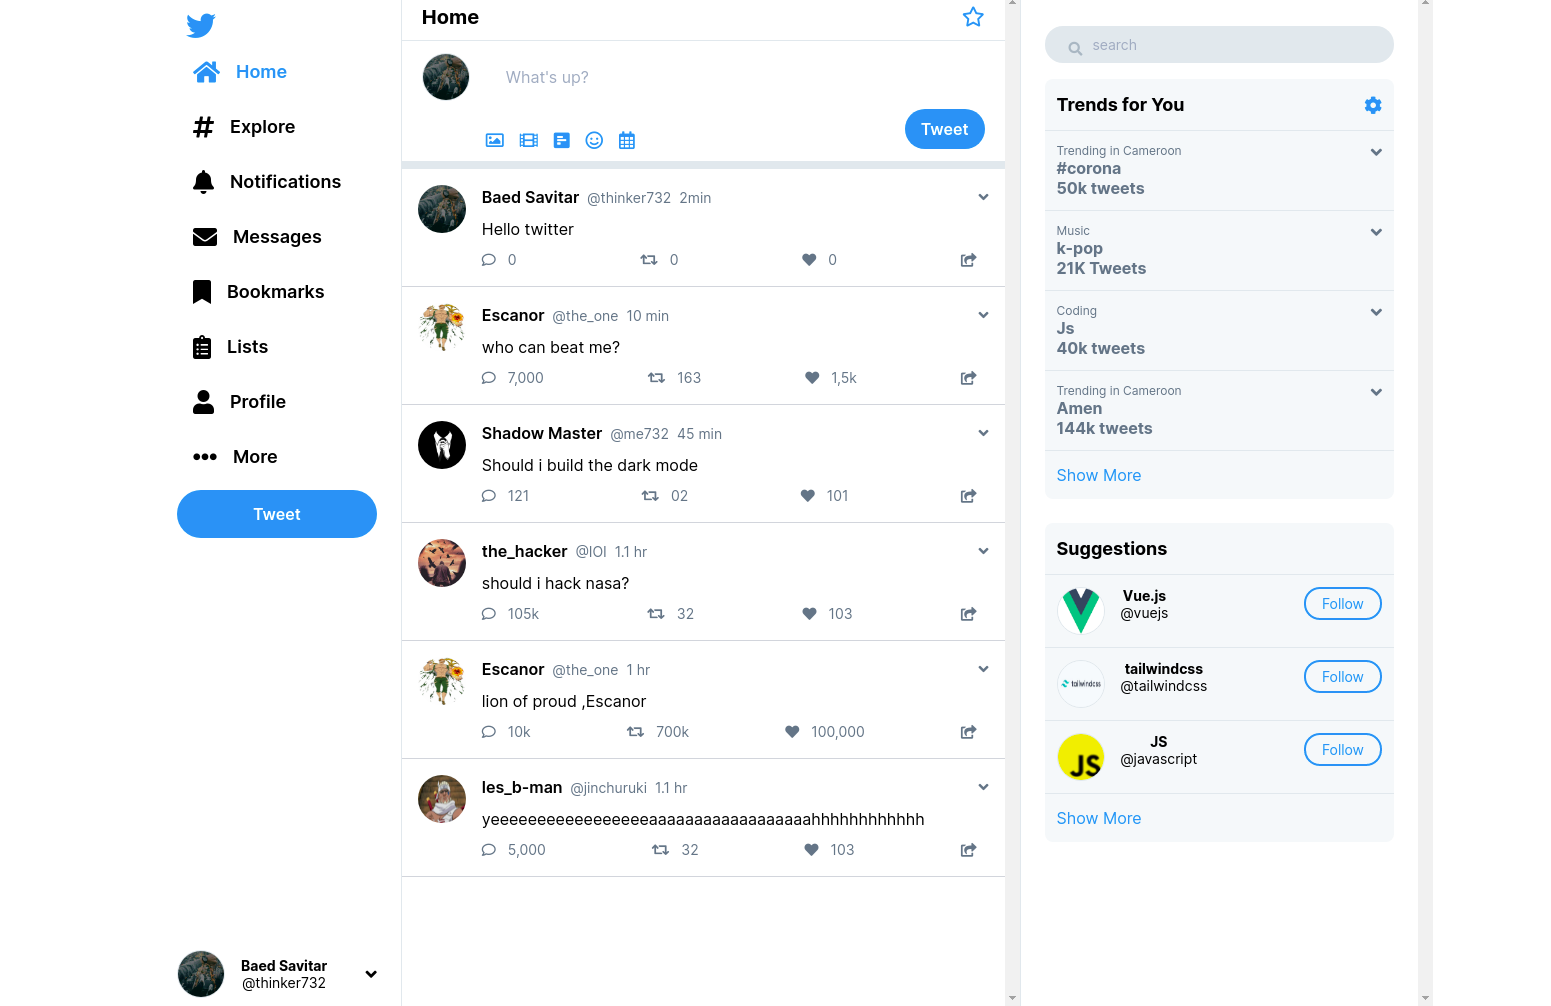 Home
Explore
Notifications
Messages
Bookmarks
Lists
Profile
More
Tweet
Baed Savitar
@thinker732
Home
What's up?
Tweet
Baed Savitar @thinker732 2min
Hello twitter
0 0 0
Escanor @the_one 10 min
who can beat me?
7,000 163 1,5k
Shadow Master @me732 45 min
Should i build the dark mode
121 02 101
the_hacker @IOI 1.1 hr
should i hack nasa?
105k 32 103
Escanor @the_one 1 hr
lion of proud ,Escanor
10k 700k 100,000
les_b-man @jinchuruki 1.1 hr
yeeeeeeeeeeeeeeeeeaaaaaaaaaaaaaaaaaahhhhhhhhhhhh
5,000 32 103
search
Trends for You
Trending in Cameroon
#corona
50k tweets
Music
k-pop
21K Tweets
Coding
Js
40k tweets
Trending in Cameroon
Amen
144k tweets
Show More
Suggestions
Vue.js
@vuejs
Follow
tailwindcss
tailwindcss
@tailwindcss
Follow
JS
JS
@javascript
Follow
Show More